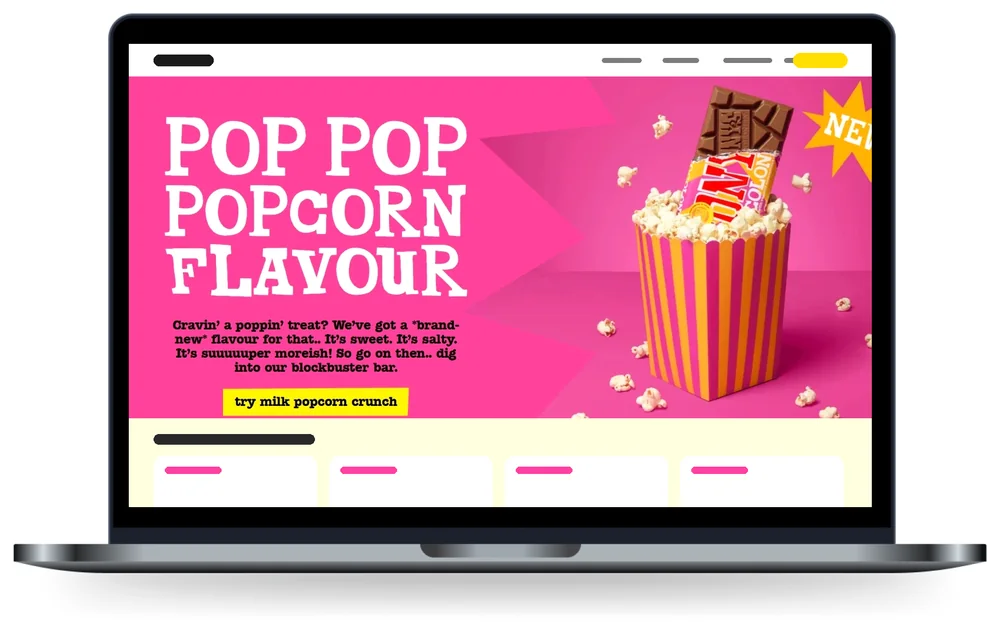 POP POP
POPCORN
FLAVOUR
Cravin' a poppin' treat? We've got a *brand-
new* flavour for that.. It's sweet. It's salty.
It's suuuuuper moreish! So go on then.. dig
into our blockbuster bar.
try milk popcorn crunch